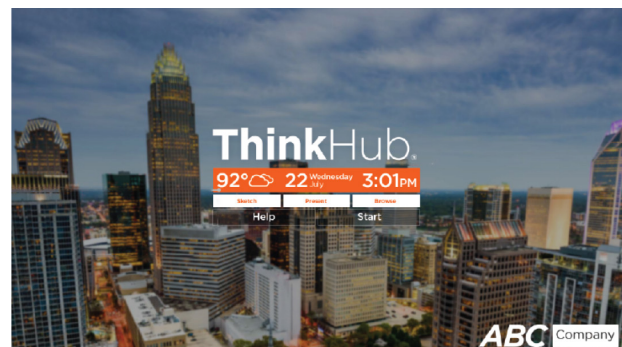 ThinkHub®
92° 22 Wednesday July 3:01PM
Sketch Present Browse
Help Start
ABC Company